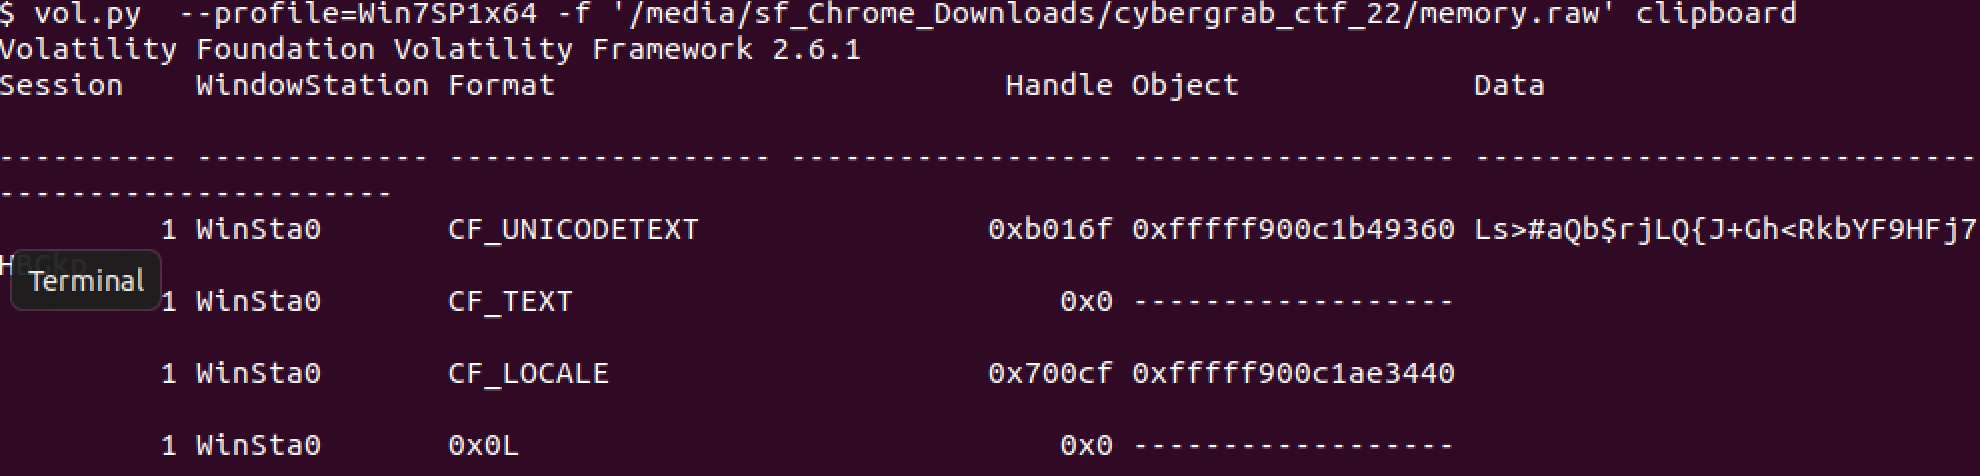 $ vol.py  --profile=Win7SP1x64 -f '/media/sf_Chrome_Downloads/cybergrab_ctf_22/memory.raw' clipboard
Volatility Foundation Volatility Framework 2.6.1
Session    WindowStation Format                         Handle Object             Data
---------- ------------- ------------------ ------------------ ------------------ ----------------------------
----------------------
         1 WinSta0       CF_UNICODETEXT                0xb016f 0xfffff900c1b49360 Ls>#aQb$rjLQ{J+Gh<RkbYF9HFj7
Terminal
         1 WinSta0       CF_TEXT                           0x0 ------------------
         1 WinSta0       CF_LOCALE                     0x700cf 0xfffff900c1ae3440
         1 WinSta0       0x0L                              0x0 ------------------